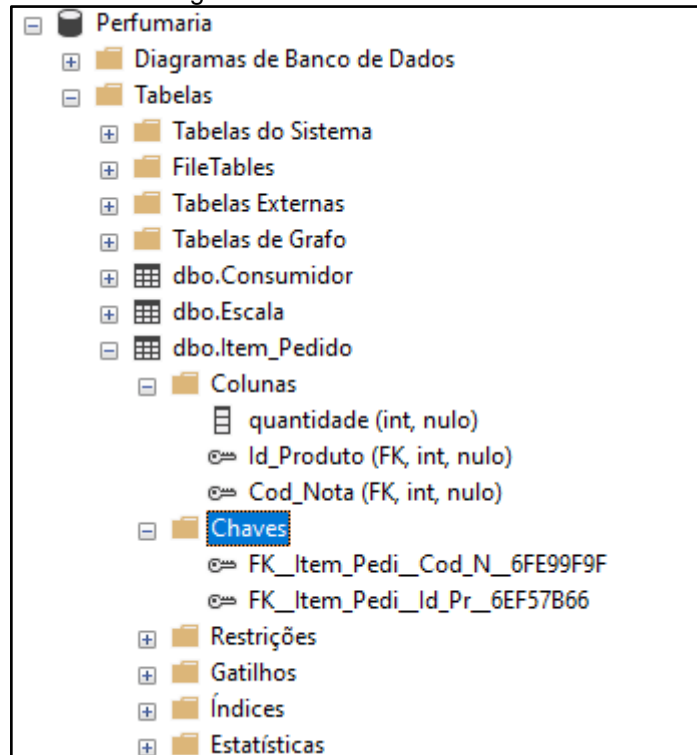 Perfumaria
Diagramas de Banco de Dados
Tabelas
Tabelas do Sistema
FileTables
Tabelas Externas
Tabelas de Grafo
dbo.Consumidor
dbo.Escala
dbo.Item_Pedido
Colunas
quantidade (int, nulo)
Id_Produto (FK, int, nulo)
Cod_Nota (FK, int, nulo)
Chaves
FK__Item_Pedi__Cod_N__6FE99F9F
FK__Item_Pedi__Id_Pr__6EF57B66
Restrições
Gatilhos
Índices
Estatísticas